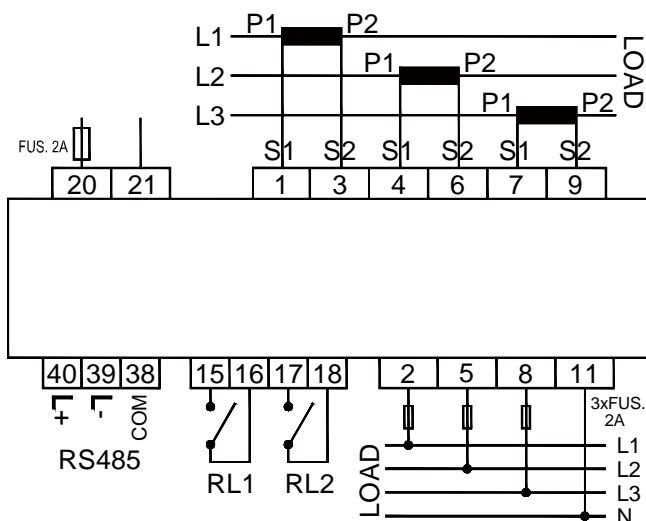 L1 P1 P2
L2 P1 P2
L3 P1 P2
LOAD
FUS. 2A
S1 S2 S1 S2 S1 S2
20 21 1 3 4 6 7 9
40 39 38 15 16 17 18 2 5 8 11
+ - COM
RS485
RL1 RL2
3xFUS.
2A
LOAD
L1
L2
L3
N